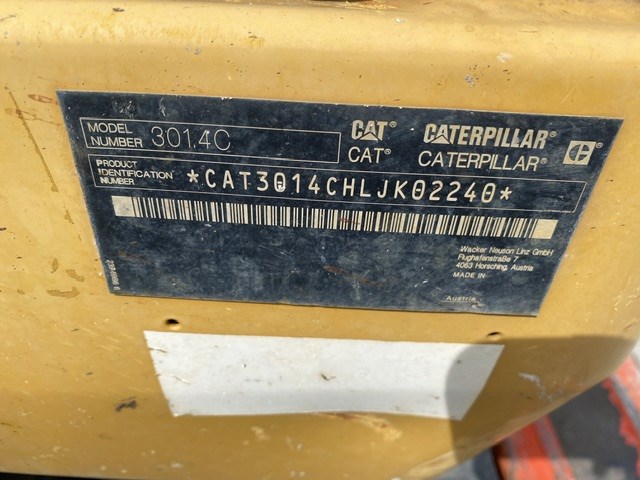 MODEL NUMBER 301.4C
CAT® CATERPILLAR®
CAT® CATERPILLAR®
PRODUCT IDENTIFICATION NUMBER *CAT3014CHLJK02240*
Wacker Neuson Linz GmbH
Flughafenstraße 7
4063 Hörsching, Austria
MADE IN
Austria